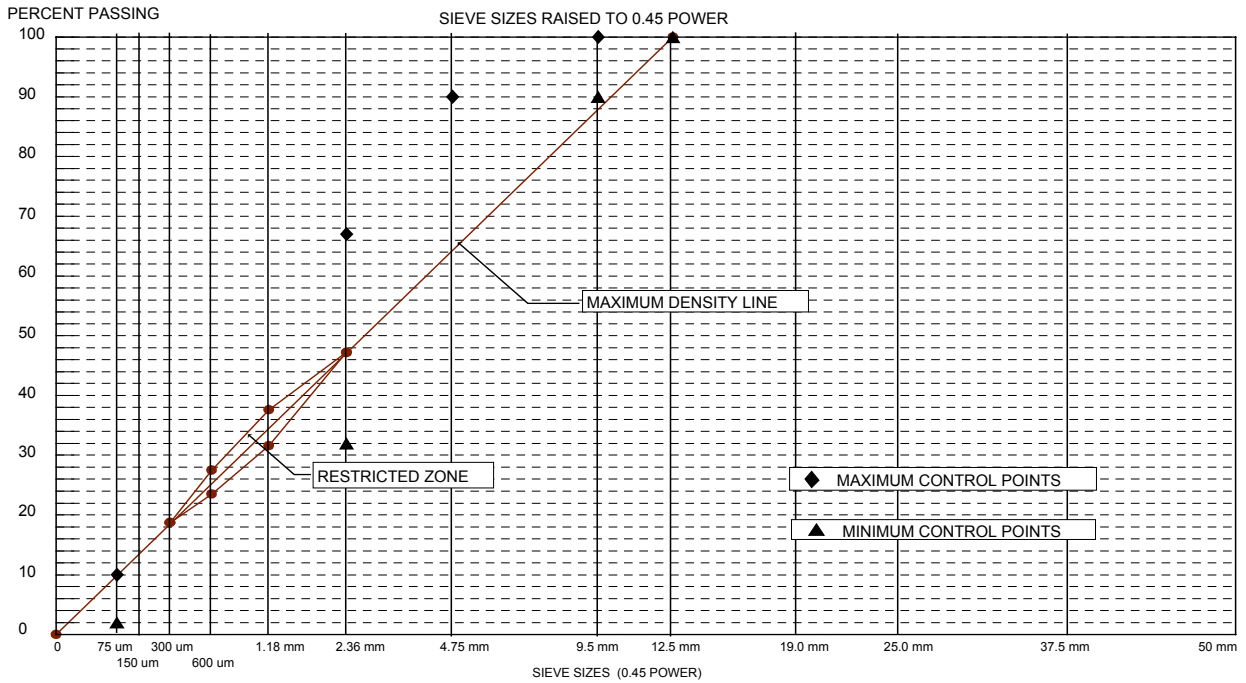 PERCENT PASSING
SIEVE SIZES RAISED TO 0.45 POWER
100
90
80
70
60
50
40
30
20
10
0
MAXIMUM DENSITY LINE
RESTRICTED ZONE
MAXIMUM CONTROL POINTS
MINIMUM CONTROL POINTS
0 75 um 300 um 1.18 mm 2.36 mm 4.75 mm 9.5 mm 12.5 mm 19.0 mm 25.0 mm 37.5 mm 50 mm
150 um 600 um
SIEVE SIZES (0.45 POWER)